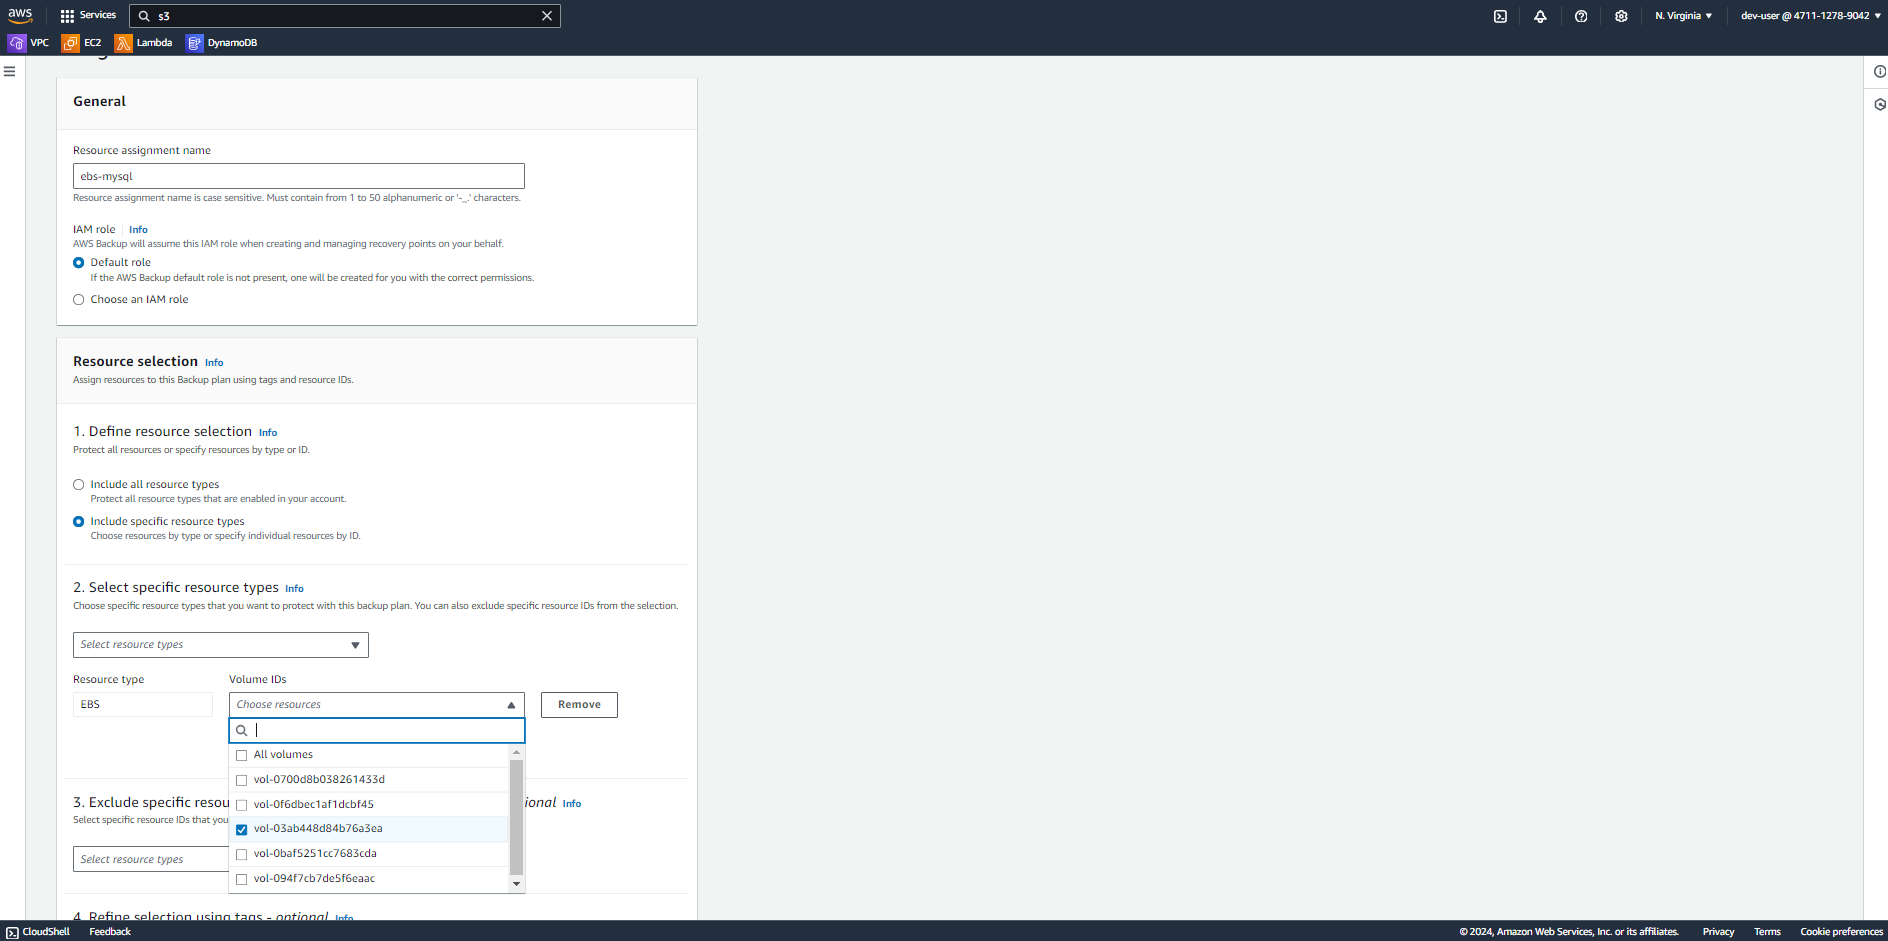 aws
Services
s3
N. Virginia
dev-user @ 4711-1278-9042
VPC
EC2
Lambda
DynamoDB
General
Resource assignment name
ebs-mysql
Resource assignment name is case sensitive. Must contain from 1 to 50 alphanumeric or '-_.' characters.
IAM role Info
AWS Backup will assume this IAM role when creating and managing recovery points on your behalf.
Default role
If the AWS Backup default role is not present, one will be created for you with the correct permissions.
Choose an IAM role
Resource selection Info
Assign resources to this Backup plan using tags and resource IDs.
1. Define resource selection Info
Protect all resources or specify resources by type or ID.
Include all resource types
Protect all resource types that are enabled in your account.
Include specific resource types
Choose resources by type or specify individual resources by ID.
2. Select specific resource types Info
Choose specific resource types that you want to protect with this backup plan. You can also exclude specific resource IDs from the selection.
Select resource types
Resource type
Volume IDs
EBS
Choose resources
Remove
All volumes
vol-0700d8b038261433d
vol-0f6dbec1af1dcbf45
vol-03ab448d84b76a3ea
vol-0baf5251cc7683cda
vol-094f7cb7de5f6eaac
3. Exclude specific resou ional Info
Select specific resource IDs that you
Select resource types
4. Refine selection using tags - optional Info
CloudShell
Feedback
© 2024, Amazon Web Services, Inc. or its affiliates.
Privacy
Terms
Cookie preferences